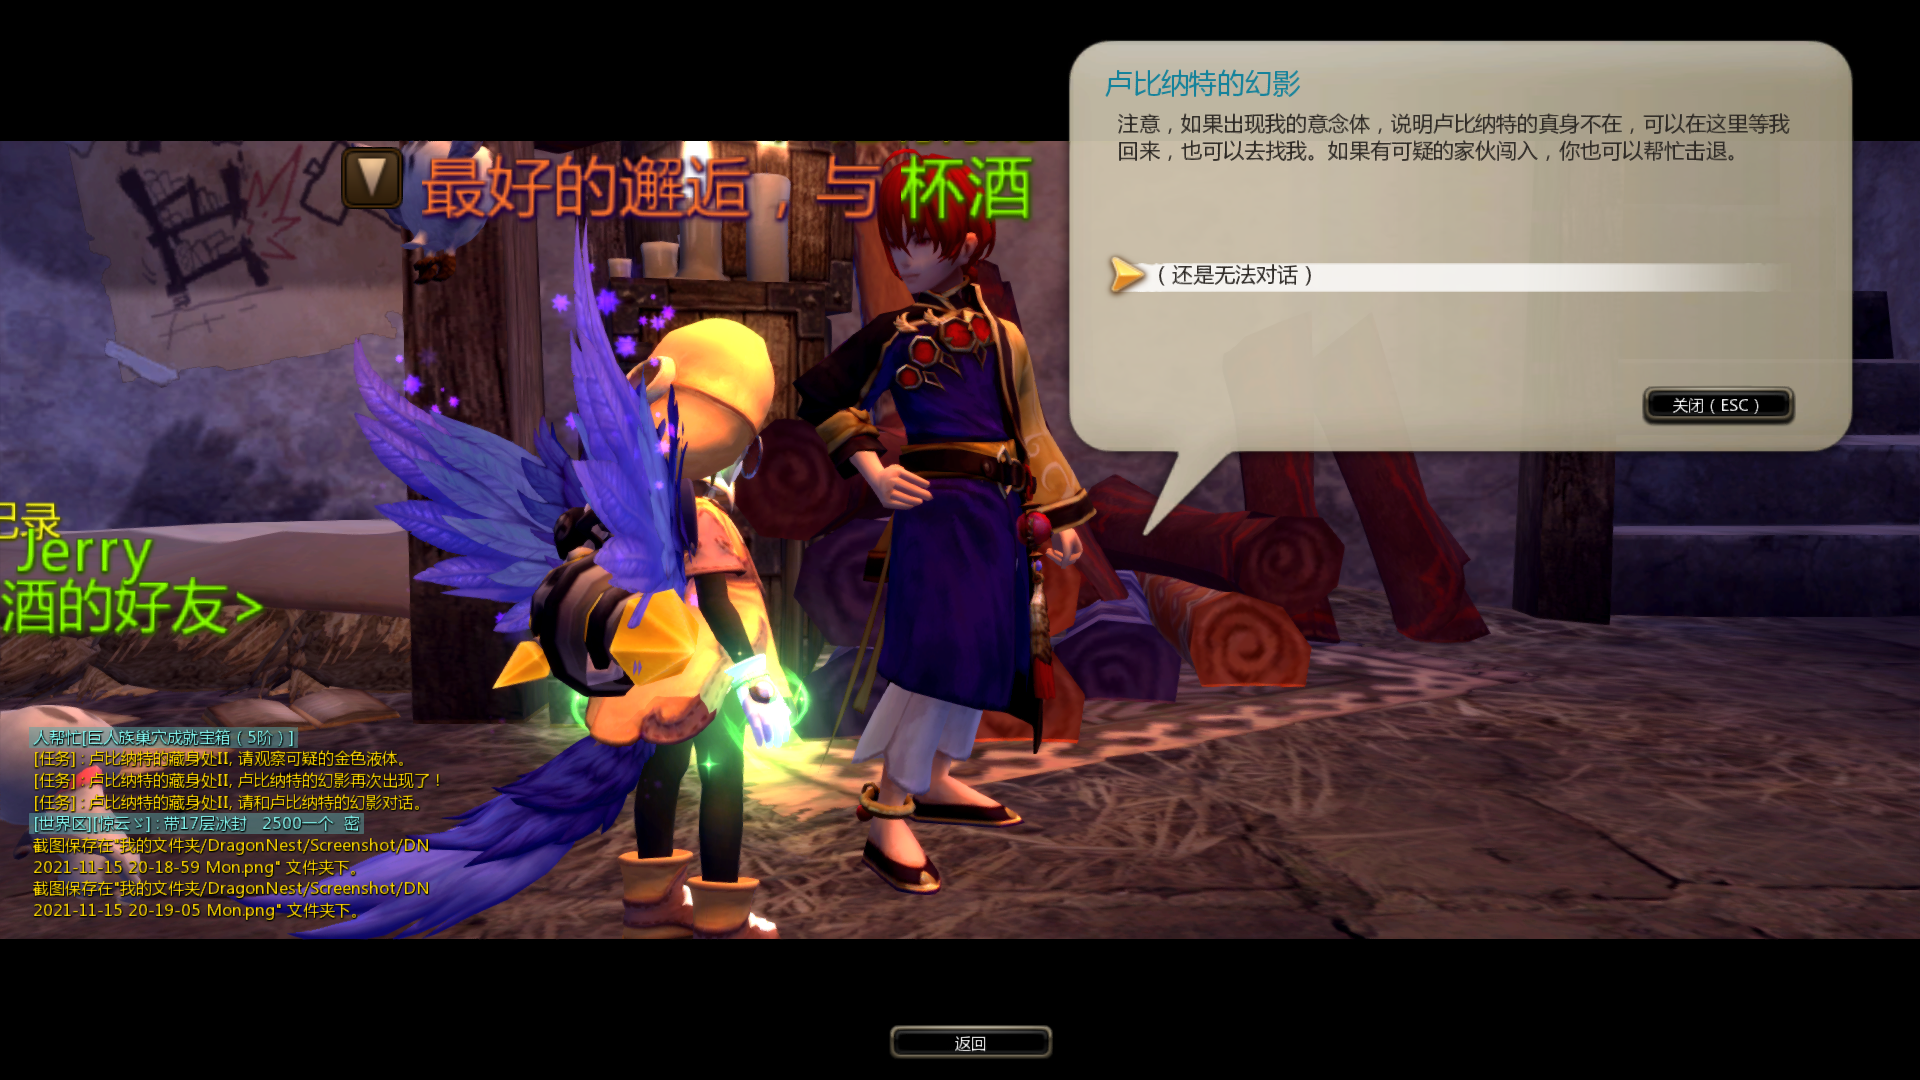 卢比纳特的幻影
注意，如果出现我的意念体，说明卢比纳特的真身不在，可以在这里等我
回来，也可以去找我。如果有可疑的家伙闯入，你也可以帮忙击退。
（还是无法对话）
关闭（ESC）
最好的邂逅，与 杯酒
记录
Jerry
酒的好友>
人帮忙[巨人族巢穴成就宝箱（5阶）]
[任务] : 卢比纳特的藏身处II, 请观察可疑的金色液体。
[任务] : 卢比纳特的藏身处II, 卢比纳特的幻影再次出现了！
[任务] : 卢比纳特的藏身处II, 请和卢比纳特的幻影对话。
[世界区][惊云ゞ] : 带17层冰封 2500一个 密
截图保存在"我的文件夹/DragonNest/Screenshot/DN
2021-11-15 20-18-59 Mon.png" 文件夹下。
截图保存在"我的文件夹/DragonNest/Screenshot/DN
2021-11-15 20-19-05 Mon.png" 文件夹下。
返回